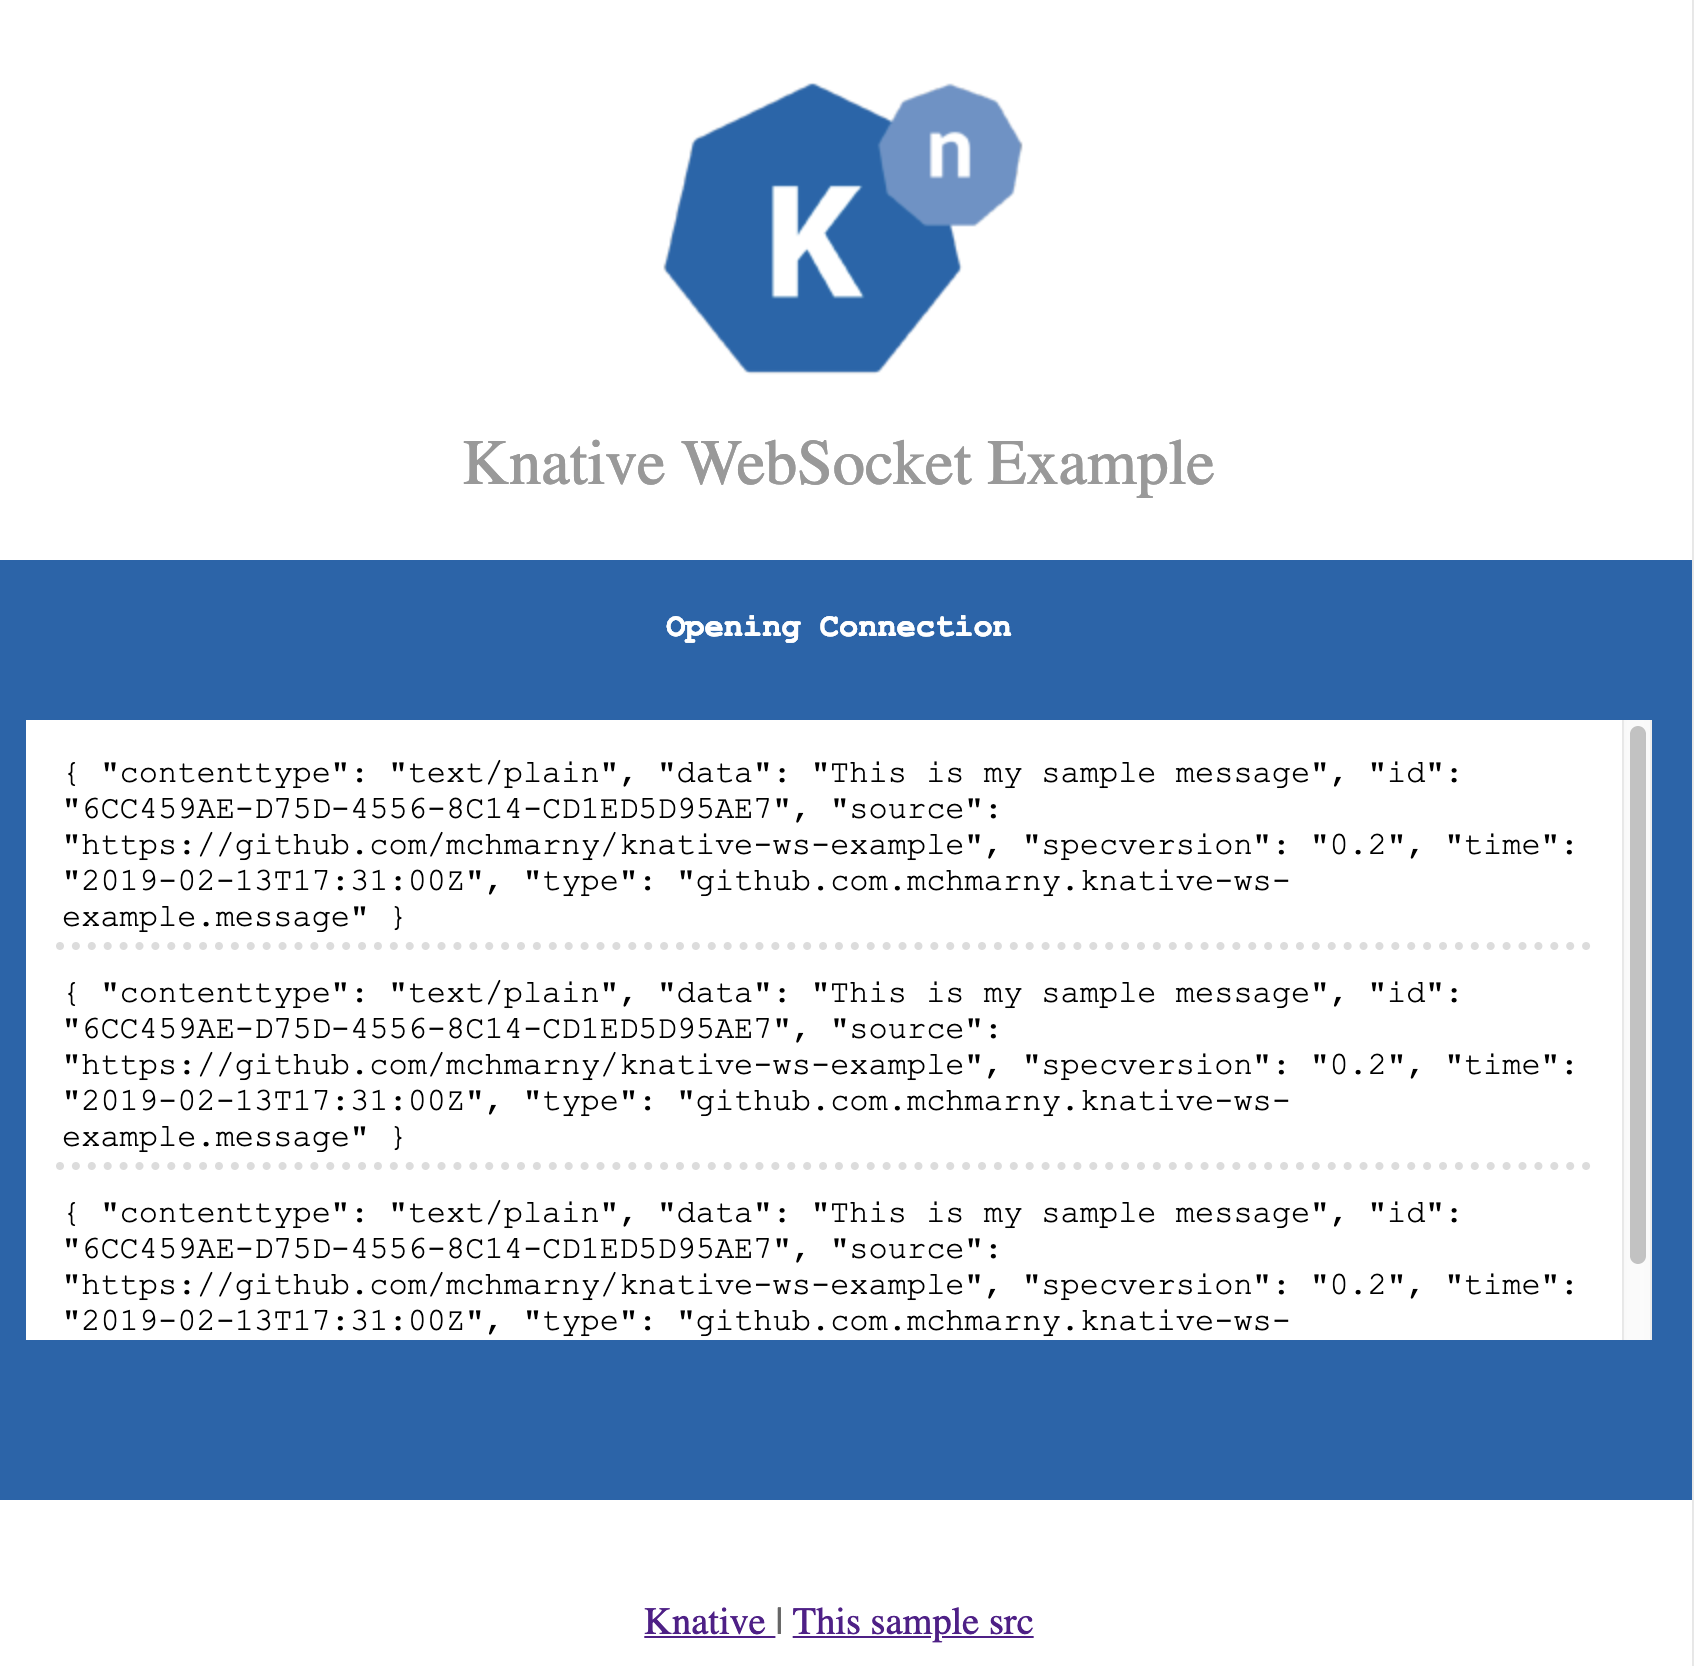 K n
Knative WebSocket Example
Opening Connection
{ "contenttype": "text/plain", "data": "This is my sample message", "id":
"6CC459AE-D75D-4556-8C14-CD1ED5D95AE7", "source":
"https://github.com/mchmarny/knative-ws-example", "specversion": "0.2", "time":
"2019-02-13T17:31:00Z", "type": "github.com.mchmarny.knative-ws-
example.message" }
{ "contenttype": "text/plain", "data": "This is my sample message", "id":
"6CC459AE-D75D-4556-8C14-CD1ED5D95AE7", "source":
"https://github.com/mchmarny/knative-ws-example", "specversion": "0.2", "time":
"2019-02-13T17:31:00Z", "type": "github.com.mchmarny.knative-ws-
example.message" }
{ "contenttype": "text/plain", "data": "This is my sample message", "id":
"6CC459AE-D75D-4556-8C14-CD1ED5D95AE7", "source":
"https://github.com/mchmarny/knative-ws-example", "specversion": "0.2", "time":
"2019-02-13T17:31:00Z", "type": "github.com.mchmarny.knative-ws-
Knative | This sample src